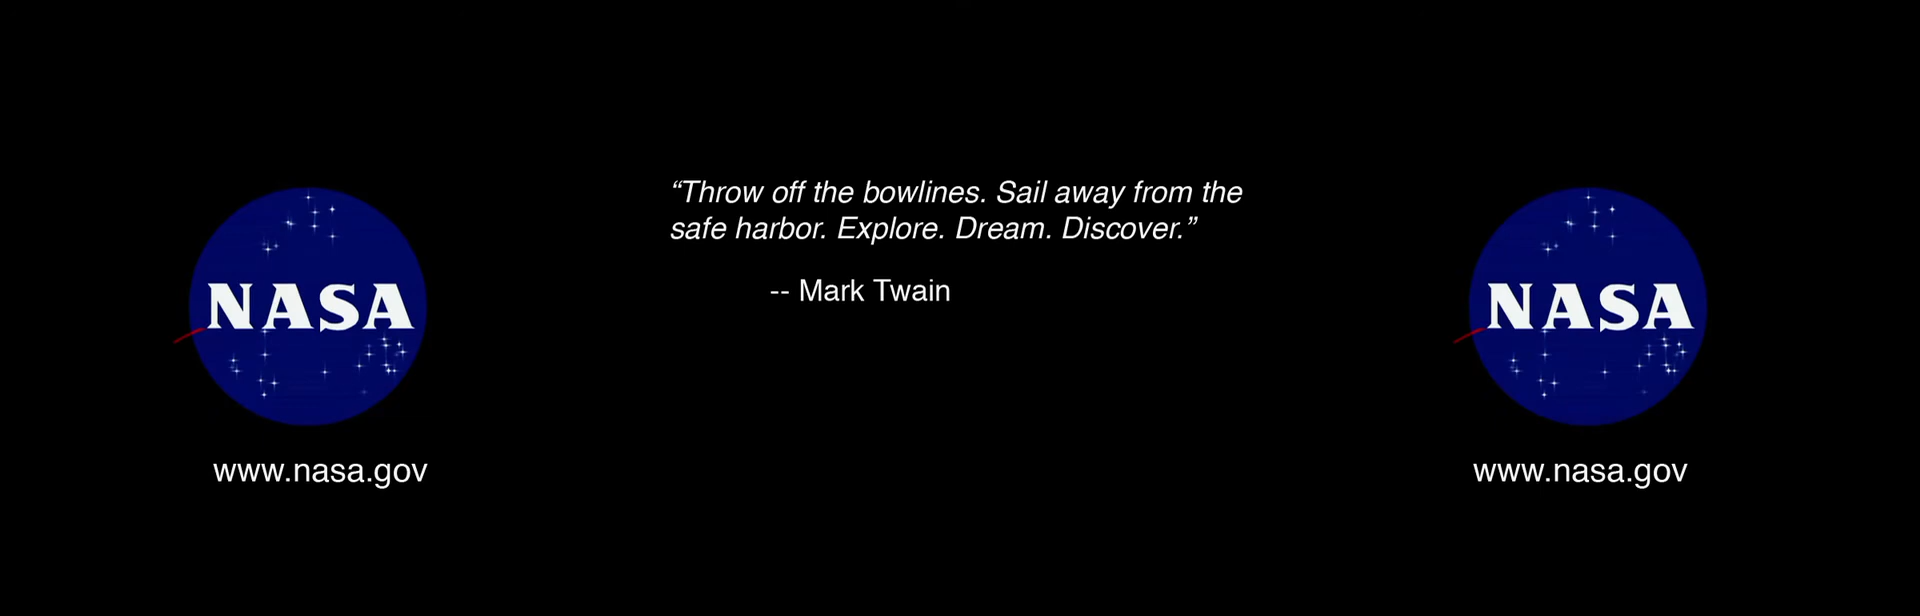 NASA
www.nasa.gov
“Throw off the bowlines. Sail away from the
safe harbor. Explore. Dream. Discover.”
-- Mark Twain
NASA
www.nasa.gov